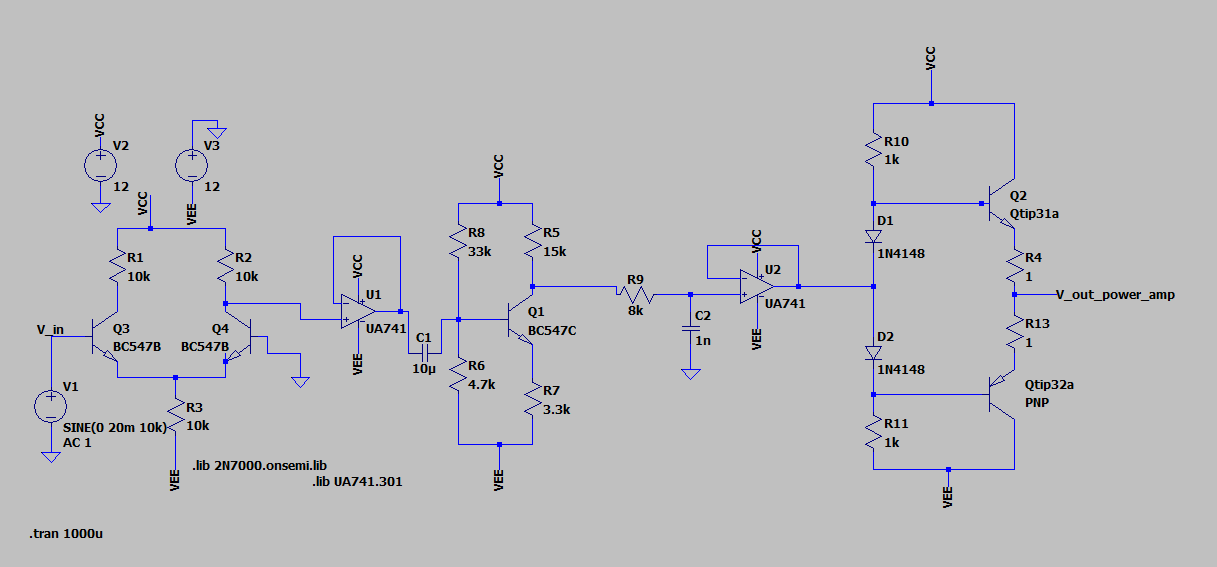 VCC
V2
12
V3
12
VEE
VCC
R1
10k
R2
10k
V_in
Q3
BC547B
Q4
BC547B
V1
SINE(0 20m 10k)
AC 1
R3
10k
VEE
.lib 2N7000.onsemi.lib
.lib UA741.301
.tran 1000u
VCC
U1
UA741
VEE
C1
10µ
VCC
R8
33k
R5
15k
Q1
BC547C
R6
4.7k
R7
3.3k
VEE
R9
8k
C2
1n
VCC
U2
UA741
VEE
VCC
R10
1k
D1
1N4148
Q2
Qtip31a
R4
1
V_out_power_amp
R13
1
D2
1N4148
Qtip32a
PNP
R11
1k
VEE